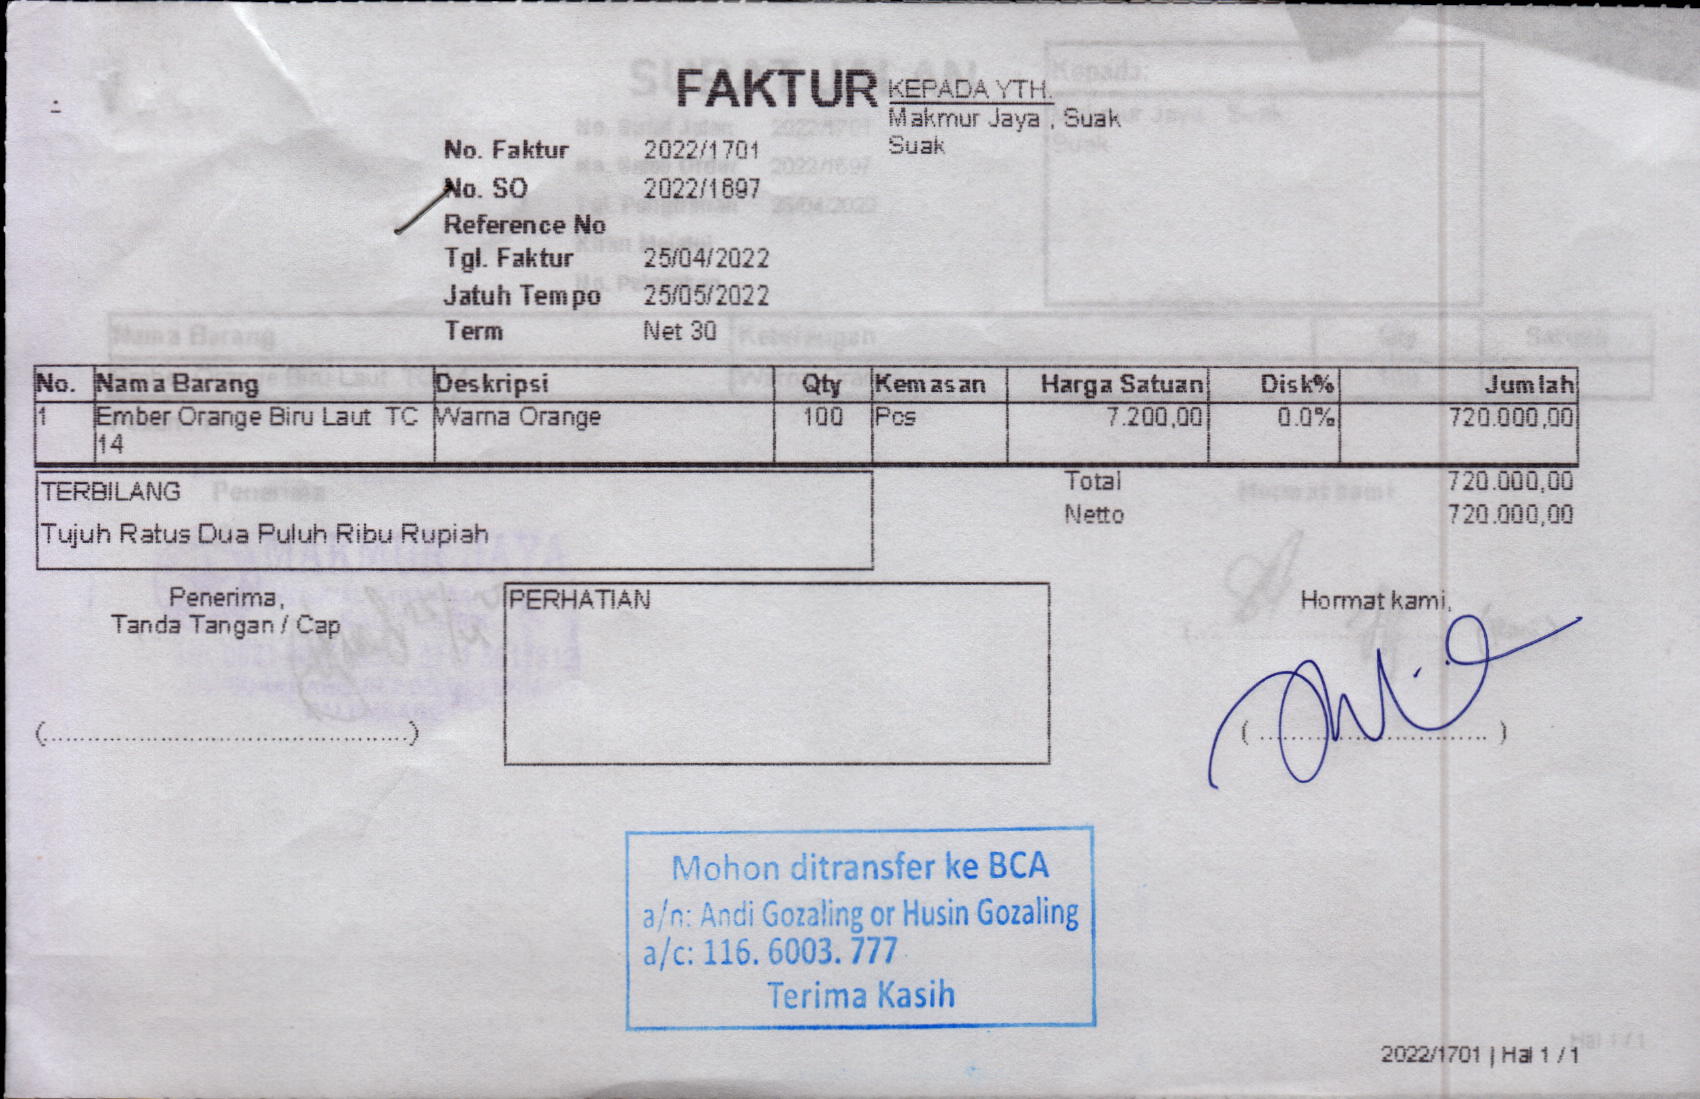 FAKTUR
KEPADA YTH.
Makmur Jaya , Suak
Suak
No. Faktur 2022/1701
No. SO 2022/1697
Reference No
Tgl. Faktur 25/04/2022
Jatuh Tempo 25/05/2022
Term Net 30
No. Nama Barang Deskripsi Qty Kemasan Harga Satuan Disk% Jumlah
1 Ember Orange Biru Laut TC Warna Orange 100 Pcs 7.200,00 0.0% 720.000,00
14
Total 720.000,00
Netto 720.000,00
TERBILANG
Tujuh Ratus Dua Puluh Ribu Rupiah
Penerima,
Tanda Tangan / Cap
(..........................................)
PERHATIAN
Hormat kami,
( ............................ )
Mohon ditransfer ke BCA
a/n: Andi Gozaling or Husin Gozaling
a/c: 116. 6003. 777
Terima Kasih
2022/1701 | Hal 1 / 1